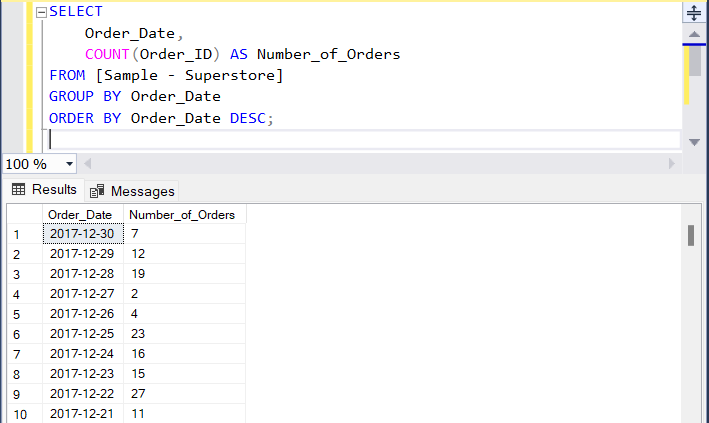 SELECT
Order_Date,
COUNT(Order_ID) AS Number_of_Orders
FROM [Sample - Superstore]
GROUP BY Order_Date
ORDER BY Order_Date DESC;
100 %
Results Messages
Order_Date Number_of_Orders
1 2017-12-30 7
2 2017-12-29 12
3 2017-12-28 19
4 2017-12-27 2
5 2017-12-26 4
6 2017-12-25 23
7 2017-12-24 16
8 2017-12-23 15
9 2017-12-22 27
10 2017-12-21 11